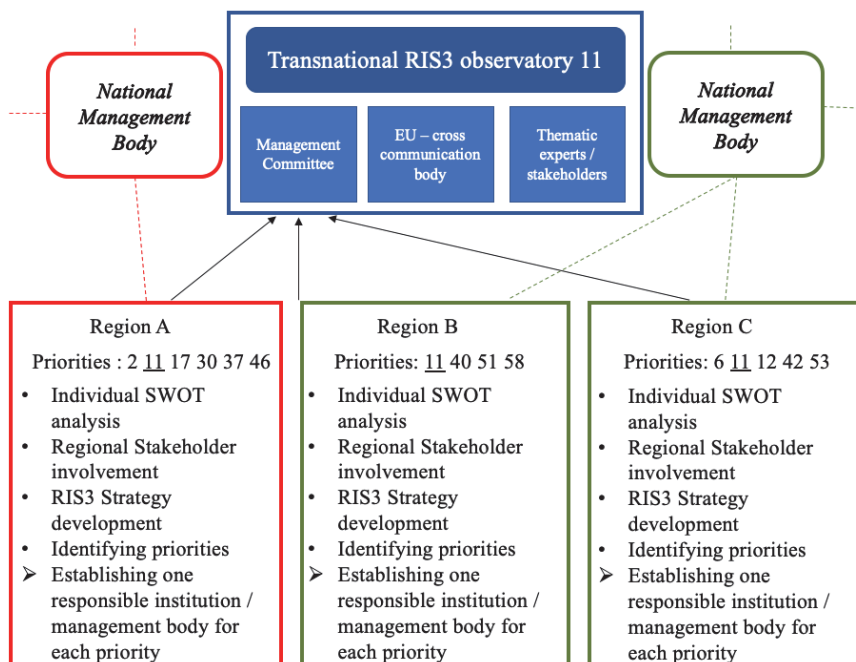 National
Management
Body
Transnational RIS3 observatory 11
Management
Committee
EU – cross
communication
body
Thematic
experts /
stakeholders
National
Management
Body
Region A
Priorities : 2 11 17 30 37 46
• Individual SWOT
analysis
• Regional Stakeholder
involvement
• RIS3 Strategy
development
• Identifying priorities
➢ Establishing one
responsible institution /
management body for
each priority
Region B
Priorities: 11 40 51 58
• Individual SWOT
analysis
• Regional Stakeholder
involvement
• RIS3 Strategy
development
• Identifying priorities
➢ Establishing one
responsible institution /
management body for
each priority
Region C
Priorities: 6 11 12 42 53
• Individual SWOT
analysis
• Regional Stakeholder
involvement
• RIS3 Strategy
development
• Identifying priorities
➢ Establishing one
responsible institution /
management body for
each priority